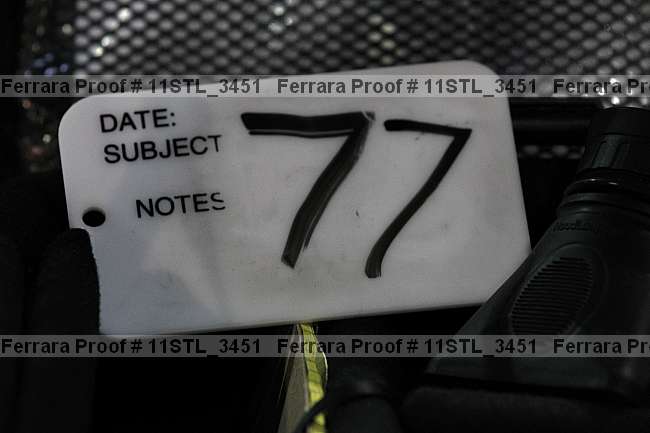 Ferrara Proof # 11STL_3451 Ferrara Proof # 11STL_3451 Ferrara Proof
DATE:
SUBJECT
NOTES
77
Ferrara Proof # 11STL_3451 Ferrara Proof # 11STL_3451 Ferrara Proof